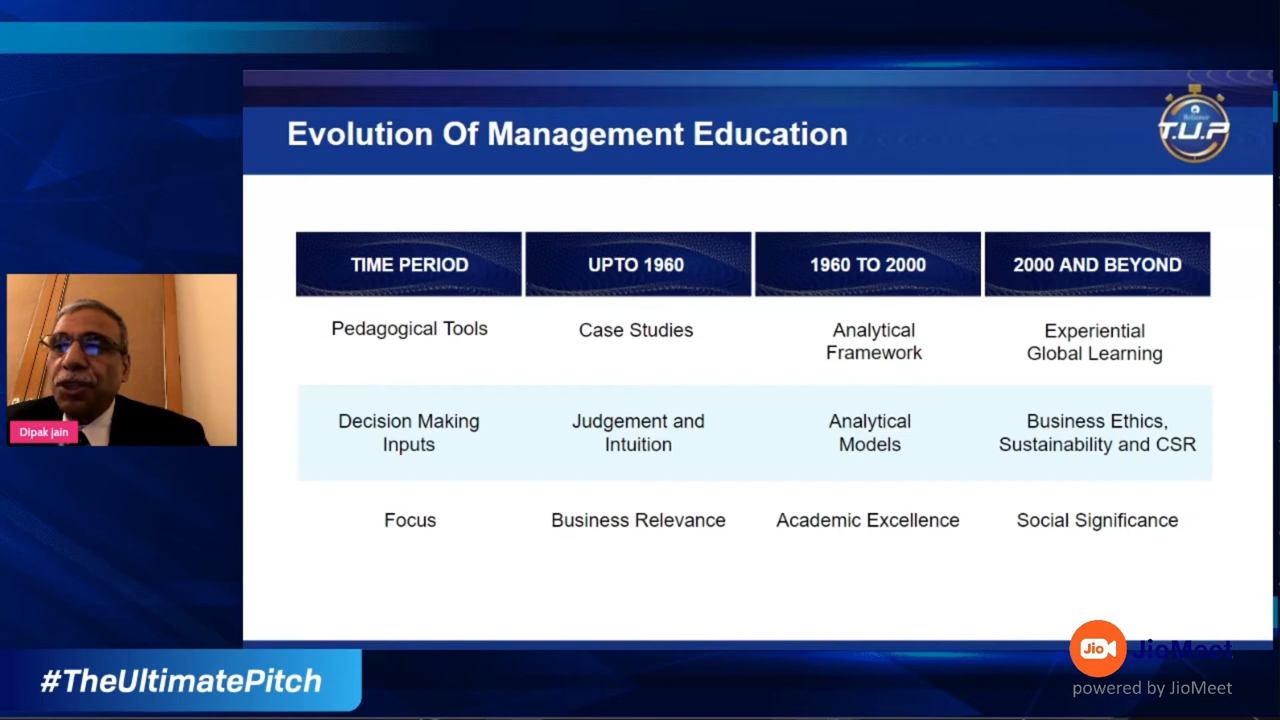 Evolution Of Management Education
Reliance
T.U.P
TIME PERIOD
UPTO 1960
1960 TO 2000
2000 AND BEYOND
Pedagogical Tools
Case Studies
Analytical
Framework
Experiential
Global Learning
Decision Making
Inputs
Judgement and
Intuition
Analytical
Models
Business Ethics,
Sustainability and CSR
Focus
Business Relevance
Academic Excellence
Social Significance
Dipak jain
#TheUltimatePitch
Jio
JioMeet
powered by JioMeet